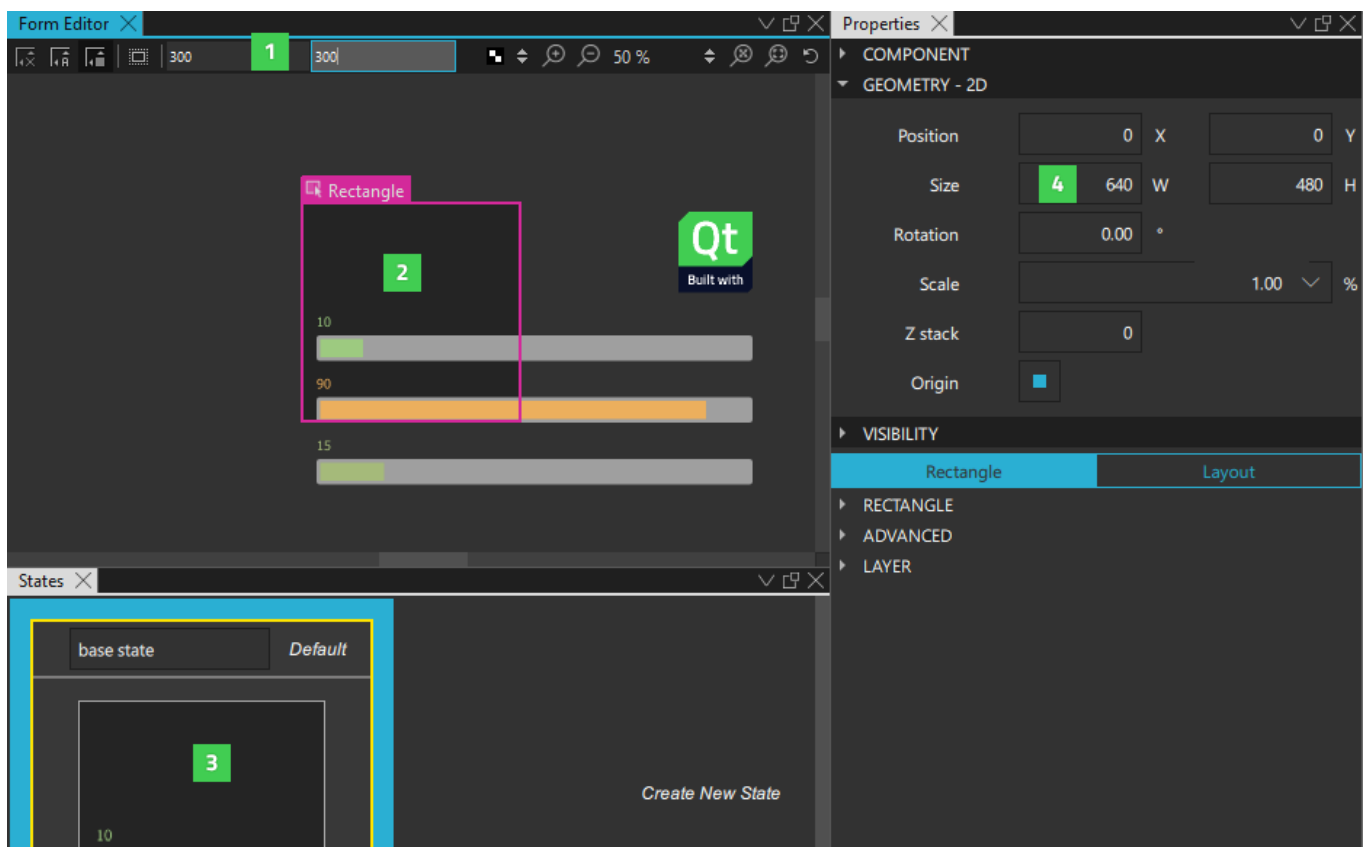 Form Editor
300 1 300 50 %
Rectangle
2
Qt
Built with
10
90
15
States
base state Default
3
10
Create New State
Properties
COMPONENT
GEOMETRY - 2D
Position 0 X 0 Y
Size 4 640 W 480 H
Rotation 0.00 °
Scale 1.00 %
Z stack 0
Origin
VISIBILITY
Rectangle Layout
RECTANGLE
ADVANCED
LAYER